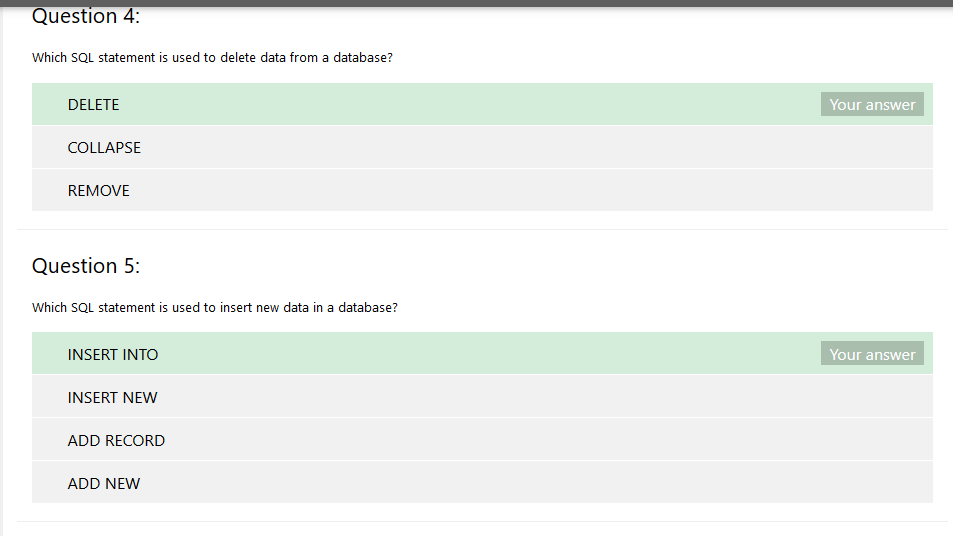 Question 4:
Which SQL statement is used to delete data from a database?
DELETE Your answer
COLLAPSE
REMOVE
Question 5:
Which SQL statement is used to insert new data in a database?
INSERT INTO Your answer
INSERT NEW
ADD RECORD
ADD NEW